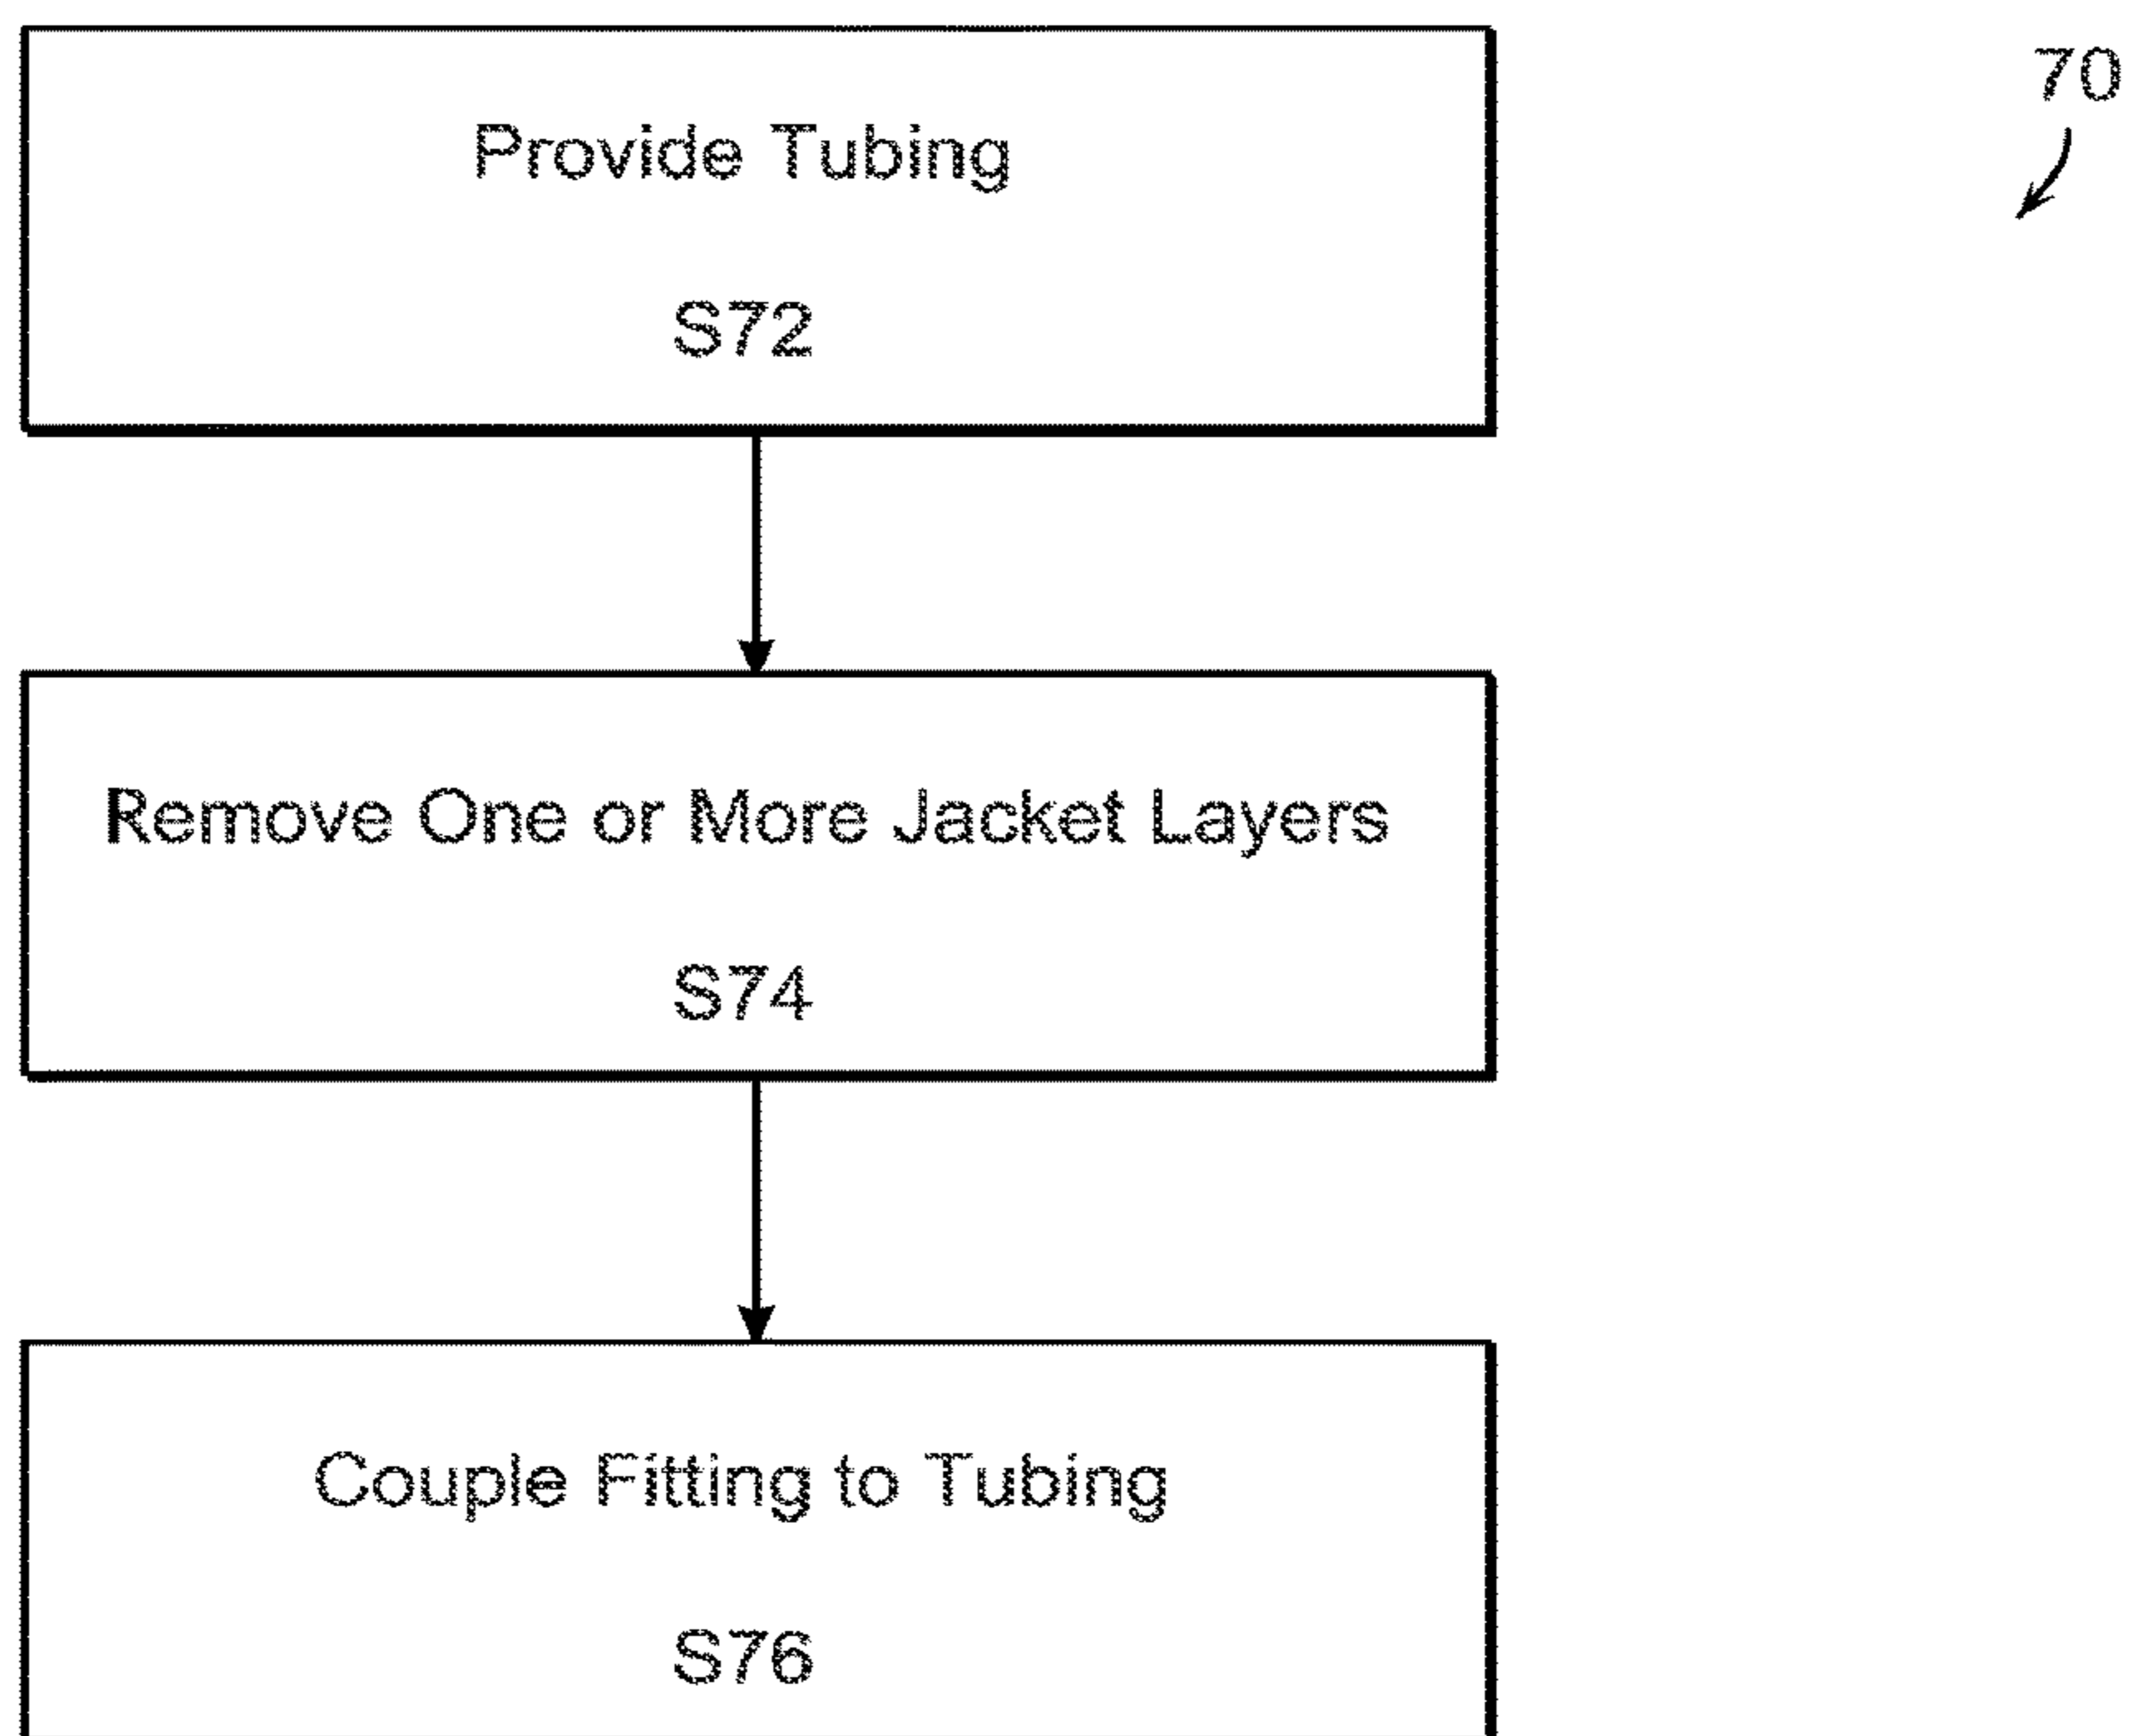 70
Provide Tubing
S72
Remove One or More Jacket Layers
S74
Couple Fitting to Tubing
S76